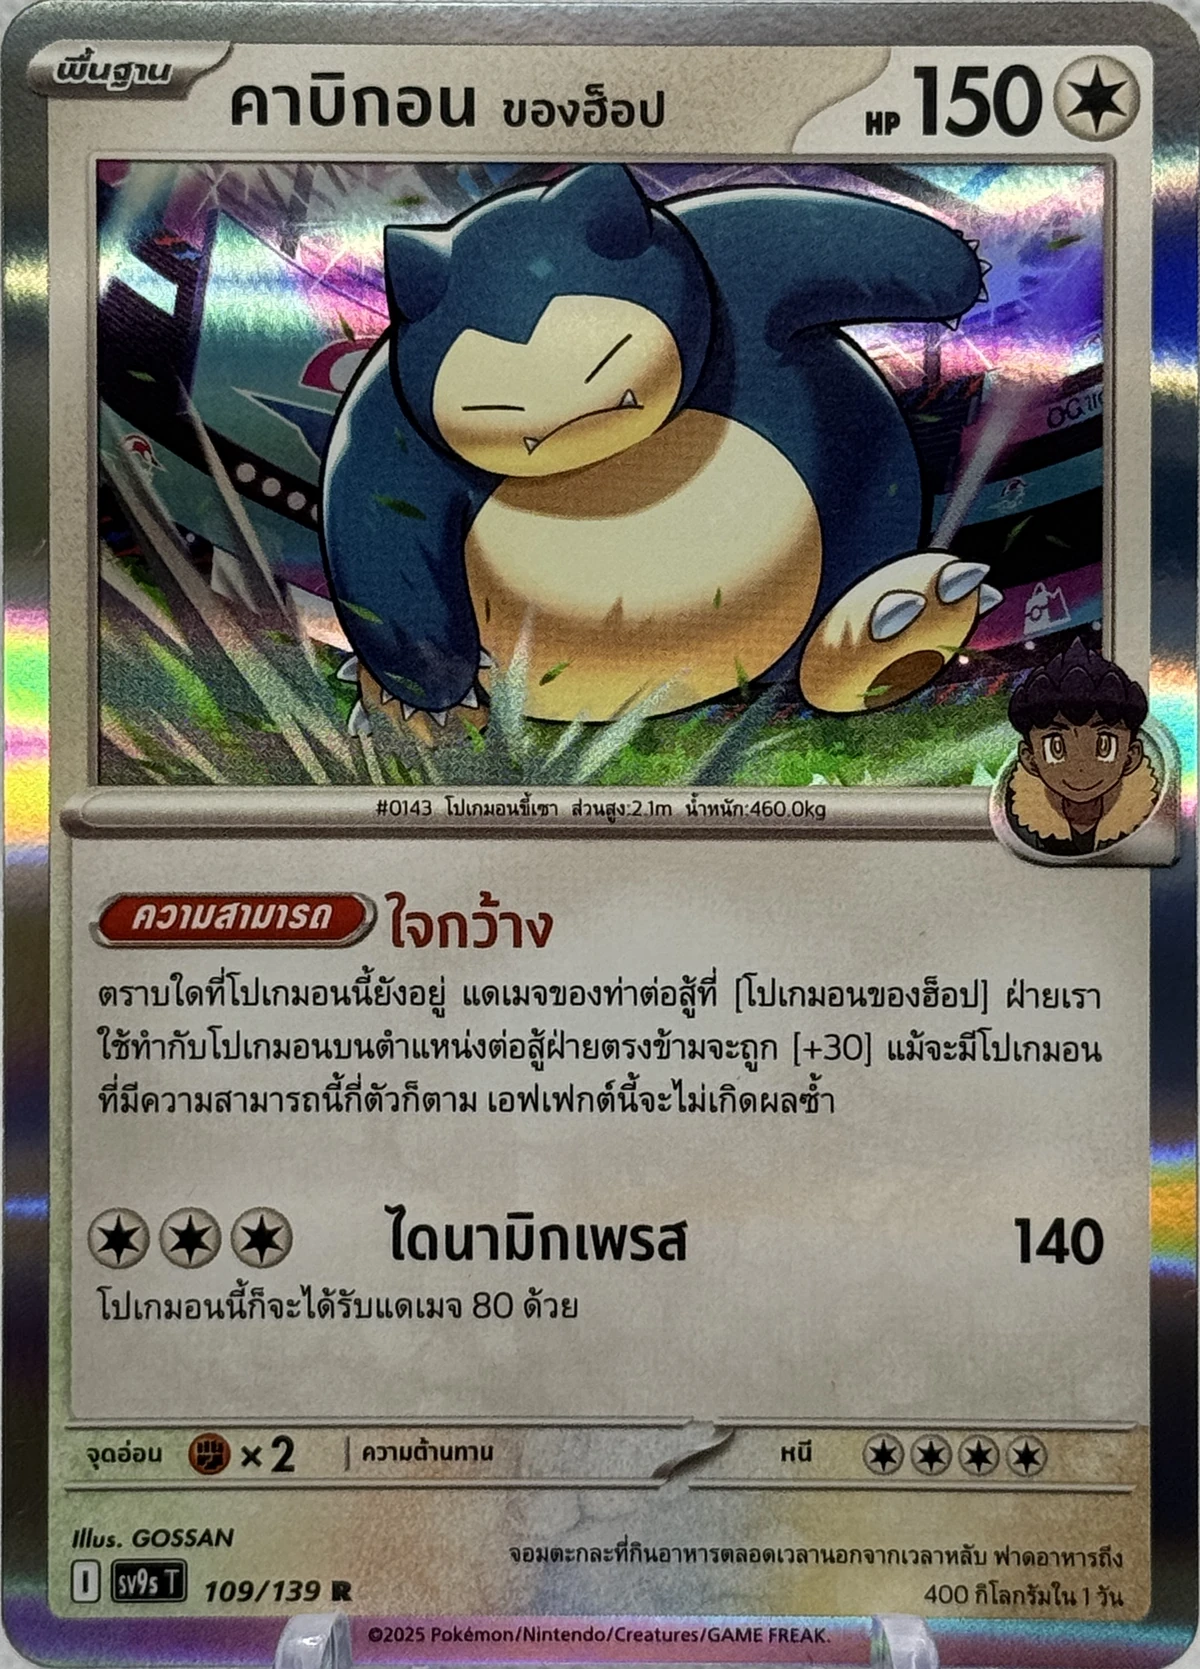 พื้นฐาน
คาบิกอน ของฮ็อป
HP 150
#0143 โปเกมอนขี้เซา ส่วนสูง:2.1m น้ำหนัก:460.0kg
ความสามารถ ใจกว้าง
ตราบใดที่โปเกมอนนี้ยังอยู่ แดเมจของท่าต่อสู้ที่ [โปเกมอนของฮ็อป] ฝ่ายเรา
ใช้ทำกับโปเกมอนบนตำแหน่งต่อสู้ฝ่ายตรงข้ามจะถูก [+30] แม้จะมีโปเกมอน
ที่มีความสามารถนี้กี่ตัวก็ตาม เอฟเฟกต์นี้จะไม่เกิดผลซ้ำ
ไดนามิกเพรส 140
โปเกมอนนี้ก็จะได้รับแดเมจ 80 ด้วย
จุดอ่อน ×2 ความต้านทาน หนี
Illus. GOSSAN
I sv9s T 109/139 R
จอมตะกละที่กินอาหารตลอดเวลานอกจากเวลาหลับ ฟาดอาหารถึง
400 กิโลกรัมใน 1 วัน
©2025 Pokémon/Nintendo/Creatures/GAME FREAK.